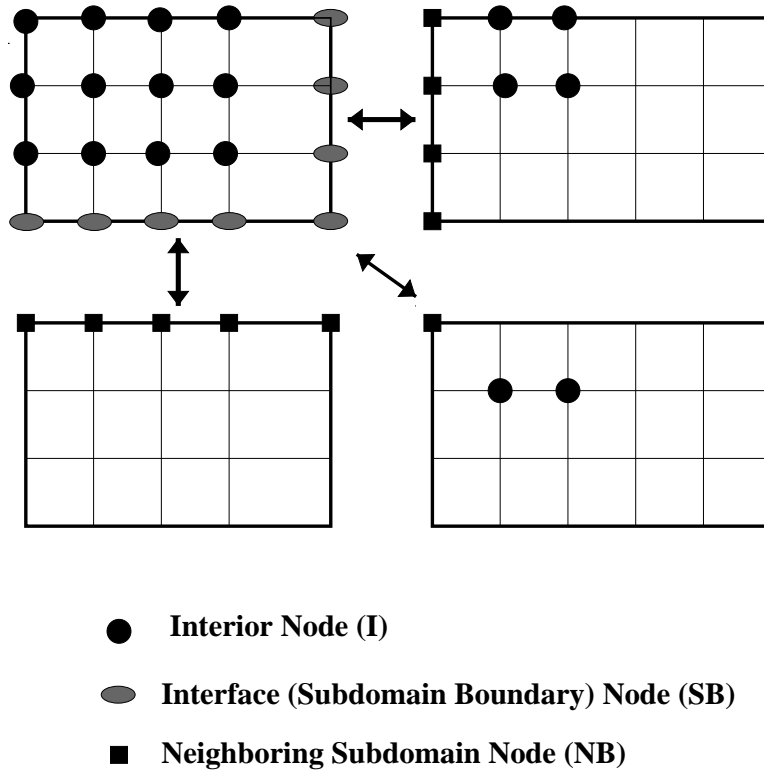 Interior Node (I)
Interface (Subdomain Boundary) Node (SB)
Neighboring Subdomain Node (NB)